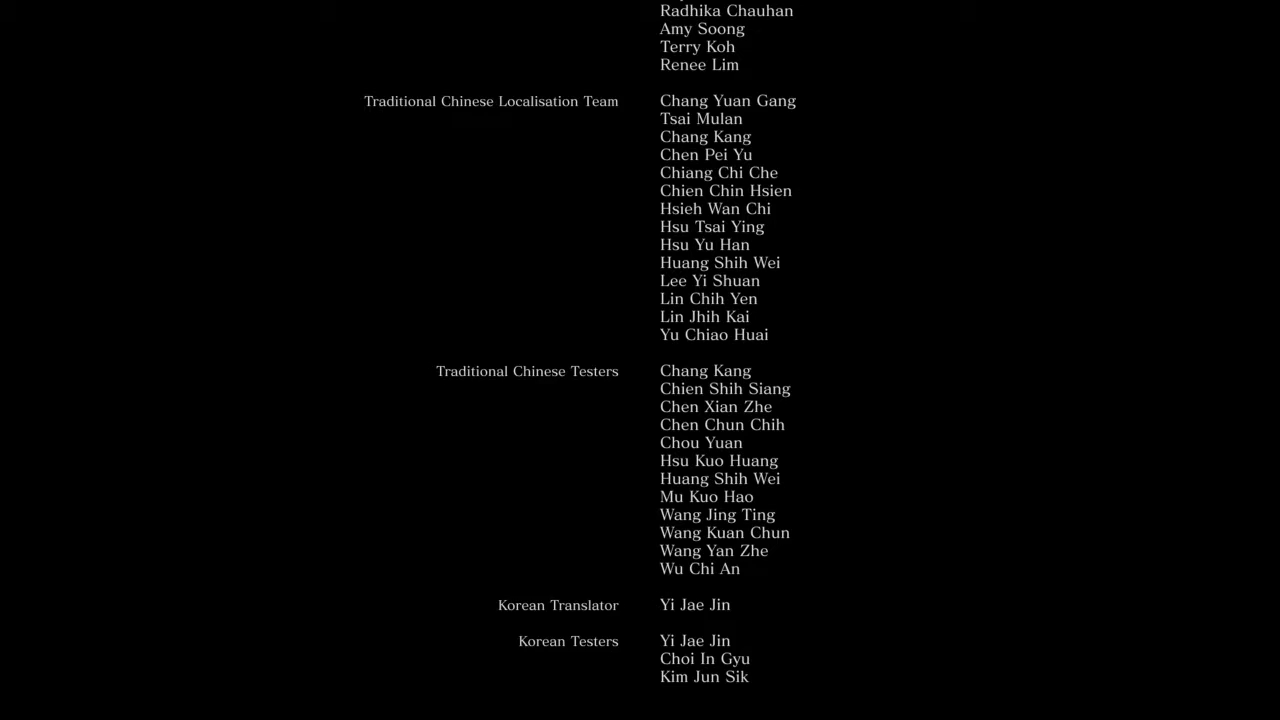 Radhika Chauhan
Amy Soong
Terry Koh
Renee Lim
Traditional Chinese Localisation Team Chang Yuan Gang
Tsai Mulan
Chang Kang
Chen Pei Yu
Chiang Chi Che
Chien Chin Hsien
Hsieh Wan Chi
Hsu Tsai Ying
Hsu Yu Han
Huang Shih Wei
Lee Yi Shuan
Lin Chih Yen
Lin Jhih Kai
Yu Chiao Huai
Traditional Chinese Testers Chang Kang
Chien Shih Siang
Chen Xian Zhe
Chen Chun Chih
Chou Yuan
Hsu Kuo Huang
Huang Shih Wei
Mu Kuo Hao
Wang Jing Ting
Wang Kuan Chun
Wang Yan Zhe
Wu Chi An
Korean Translator Yi Jae Jin
Korean Testers Yi Jae Jin
Choi In Gyu
Kim Jun Sik